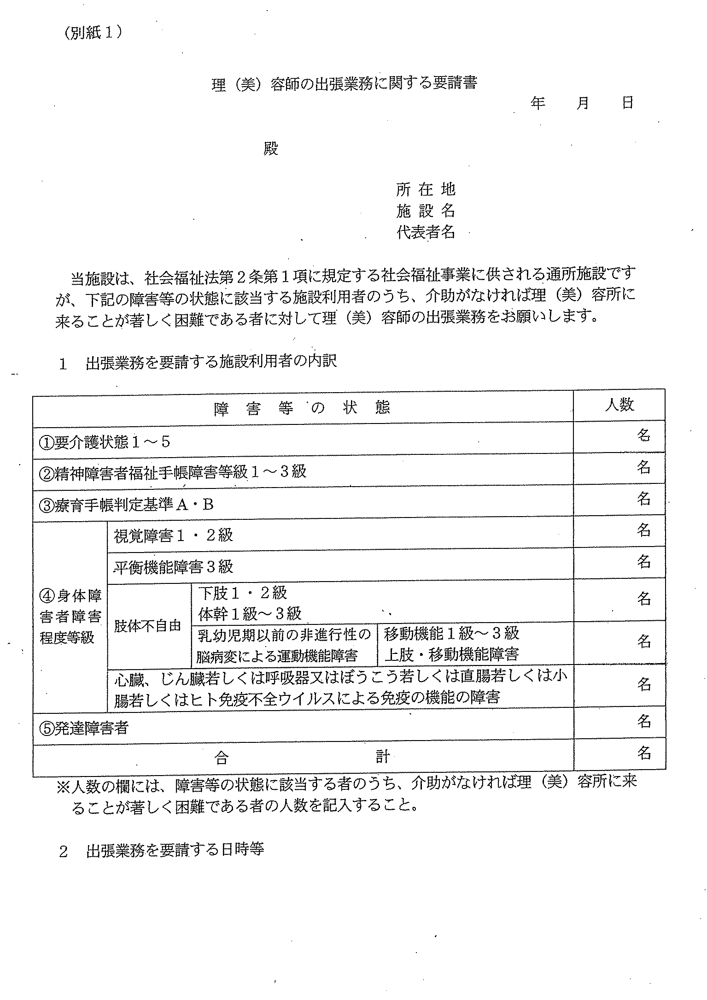 （別紙１）
理（美）容師の出張業務に関する要請書
年　月　日
殿
所在地
施設名
代表者名
当施設は、社会福祉法第２条第１項に規定する社会福祉事業に供される通所施設です
が、下記の障害等の状態に該当する施設利用者のうち、介助がなければ理（美）容所に
来ることが著しく困難である者に対して理（美）容師の出張業務をお願いします。
１　出張業務を要請する施設利用者の内訳
障害等の状態　人数
①要介護状態１～５　名
②精神障害者福祉手帳障害等級１～３級　名
③療育手帳判定基準Ａ・Ｂ　名
④身体障
害者障害
程度等級
視覚障害１・２級　名
平衡機能障害３級　名
肢体不自由
下肢１・２級
体幹１級～３級　名
乳幼児期以前の非進行性の
脳病変による運動機能障害
移動機能１級～３級
上肢・移動機能障害　名
心臓、じん臓若しくは呼吸器又はぼうこう若しくは直腸若しくは小
腸若しくはヒト免疫不全ウイルスによる免疫の機能の障害　名
⑤発達障害者　名
合計　名
※人数の欄には、障害等の状態に該当する者のうち、介助がなければ理（美）容所に来
ることが著しく困難である者の人数を記入すること。
２　出張業務を要請する日時等